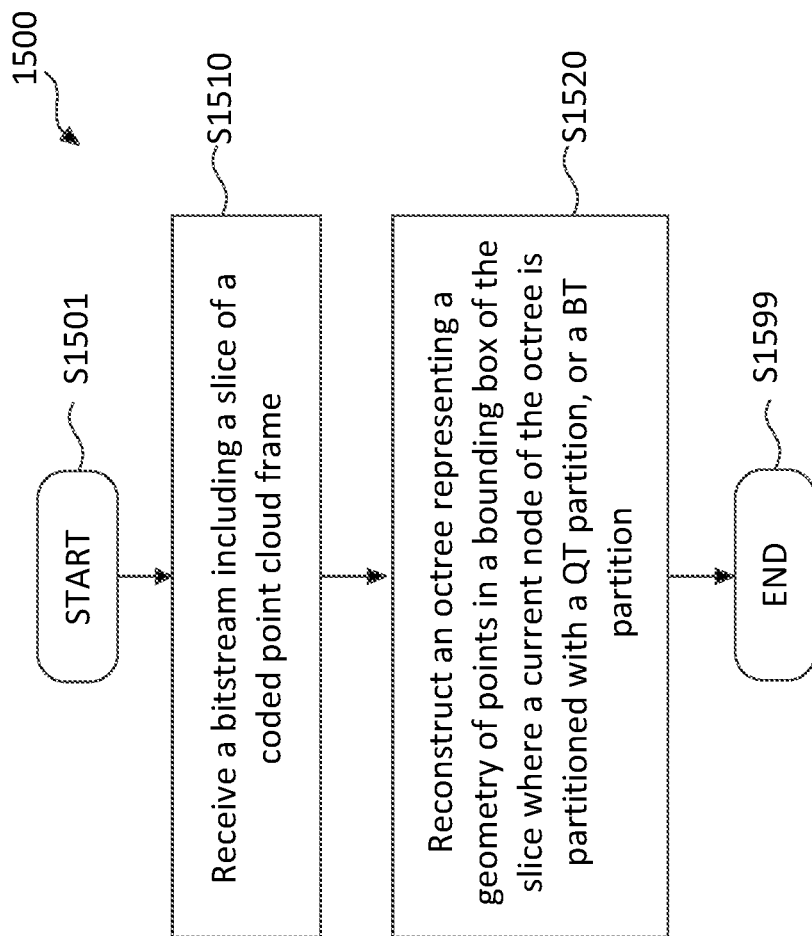 1500
START
S1501
Receive a bitstream including a slice of a
coded point cloud frame
S1510
Reconstruct an octree representing a
geometry of points in a bounding box of the
slice where a current node of the octree is
partitioned with a QT partition, or a BT
partition
S1520
END
S1599